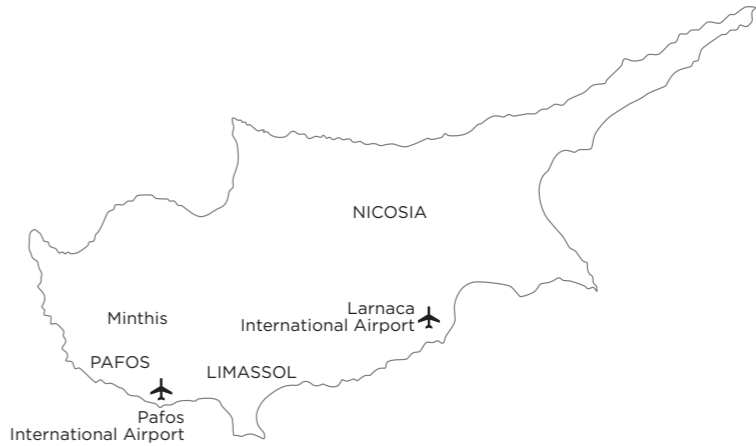 NICOSIA
Larnaca
International Airport
Minthis
PAFOS
LIMASSOL
Pafos
International Airport